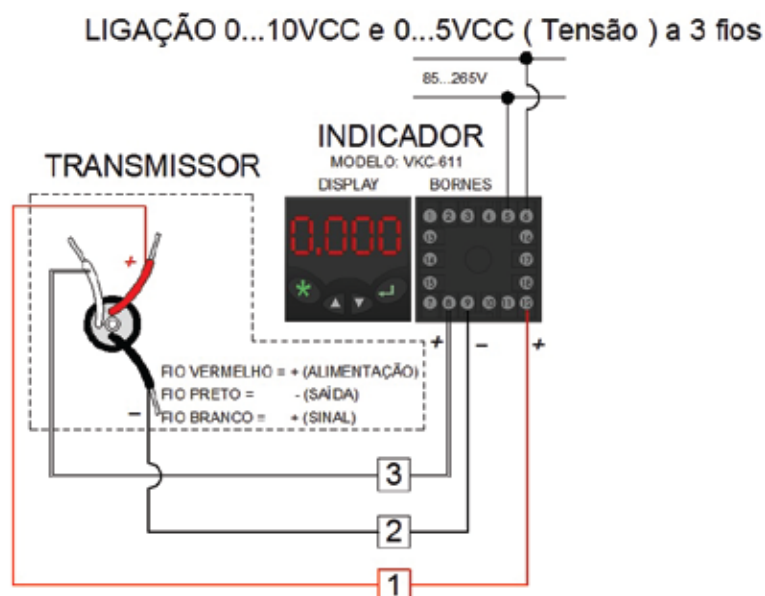 LIGAÇÃO 0...10VCC e 0...5VCC ( Tensão ) a 3 fios
85...265V
INDICADOR
MODELO: VKC-611
TRANSMISSOR
DISPLAY BORNES
0.000
1 2 3 4 5 6
13 16
14 17
15 18
7 8 9 10 11 12
+ - +
+
FIO VERMELHO = + (ALIMENTAÇÃO)
FIO PRETO = - (SAÍDA)
- FIO BRANCO = + (SINAL)
3
2
1